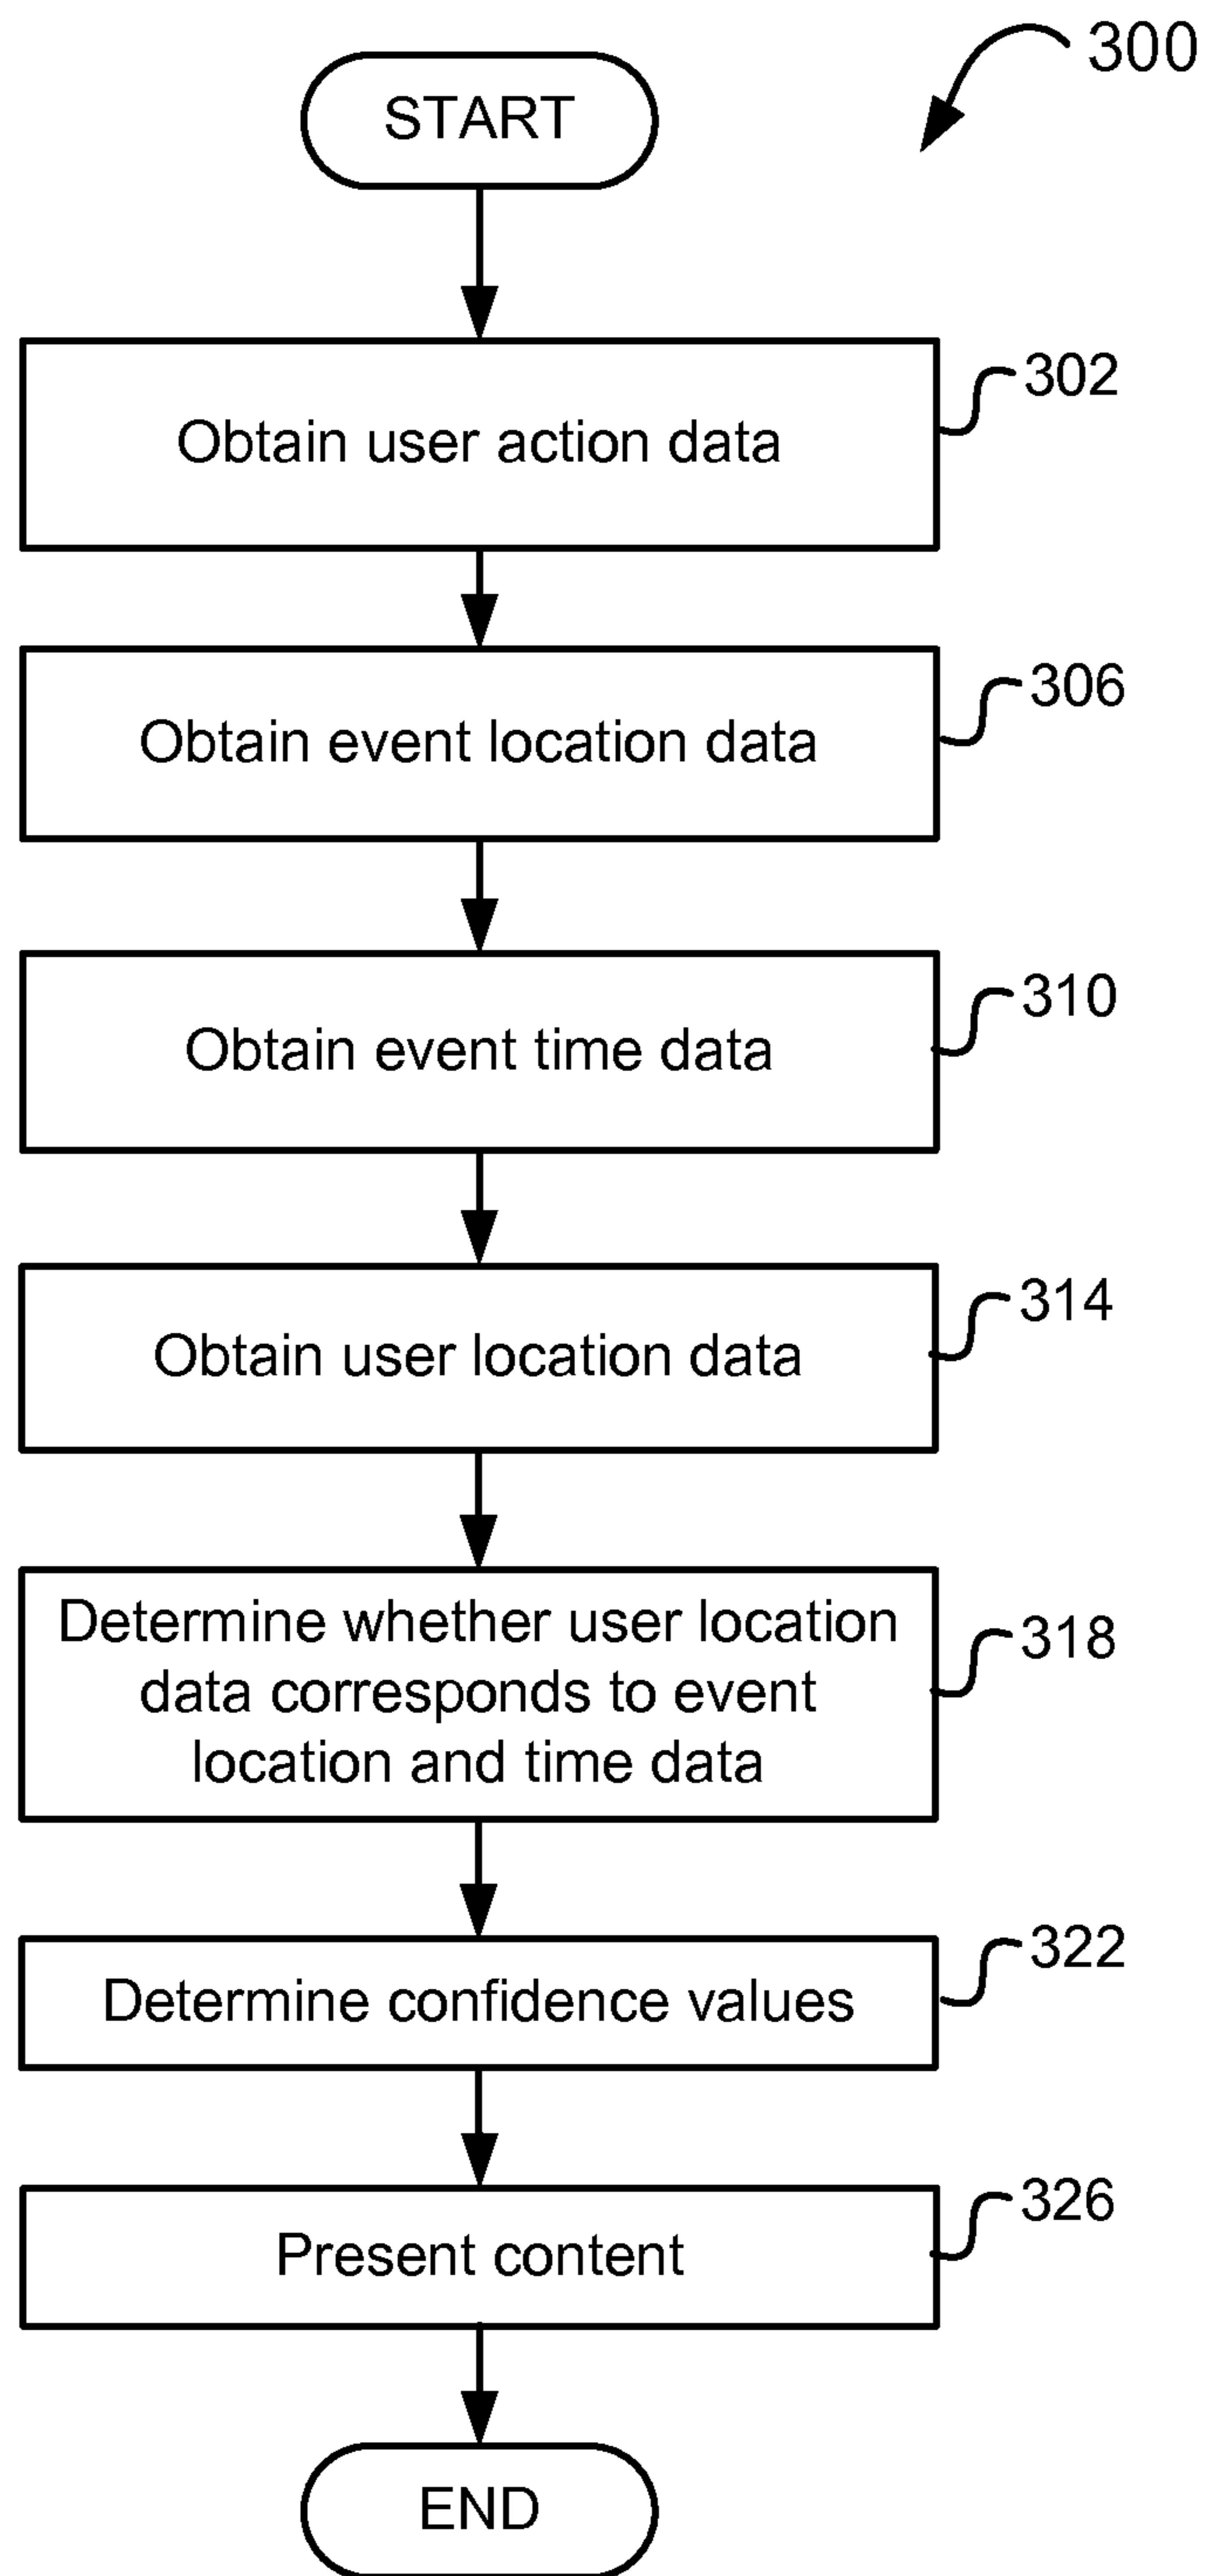 300
START
302
Obtain user action data
306
Obtain event location data
310
Obtain event time data
314
Obtain user location data
Determine whether user location
data corresponds to event
location and time data
318
322
Determine confidence values
326
Present content
END